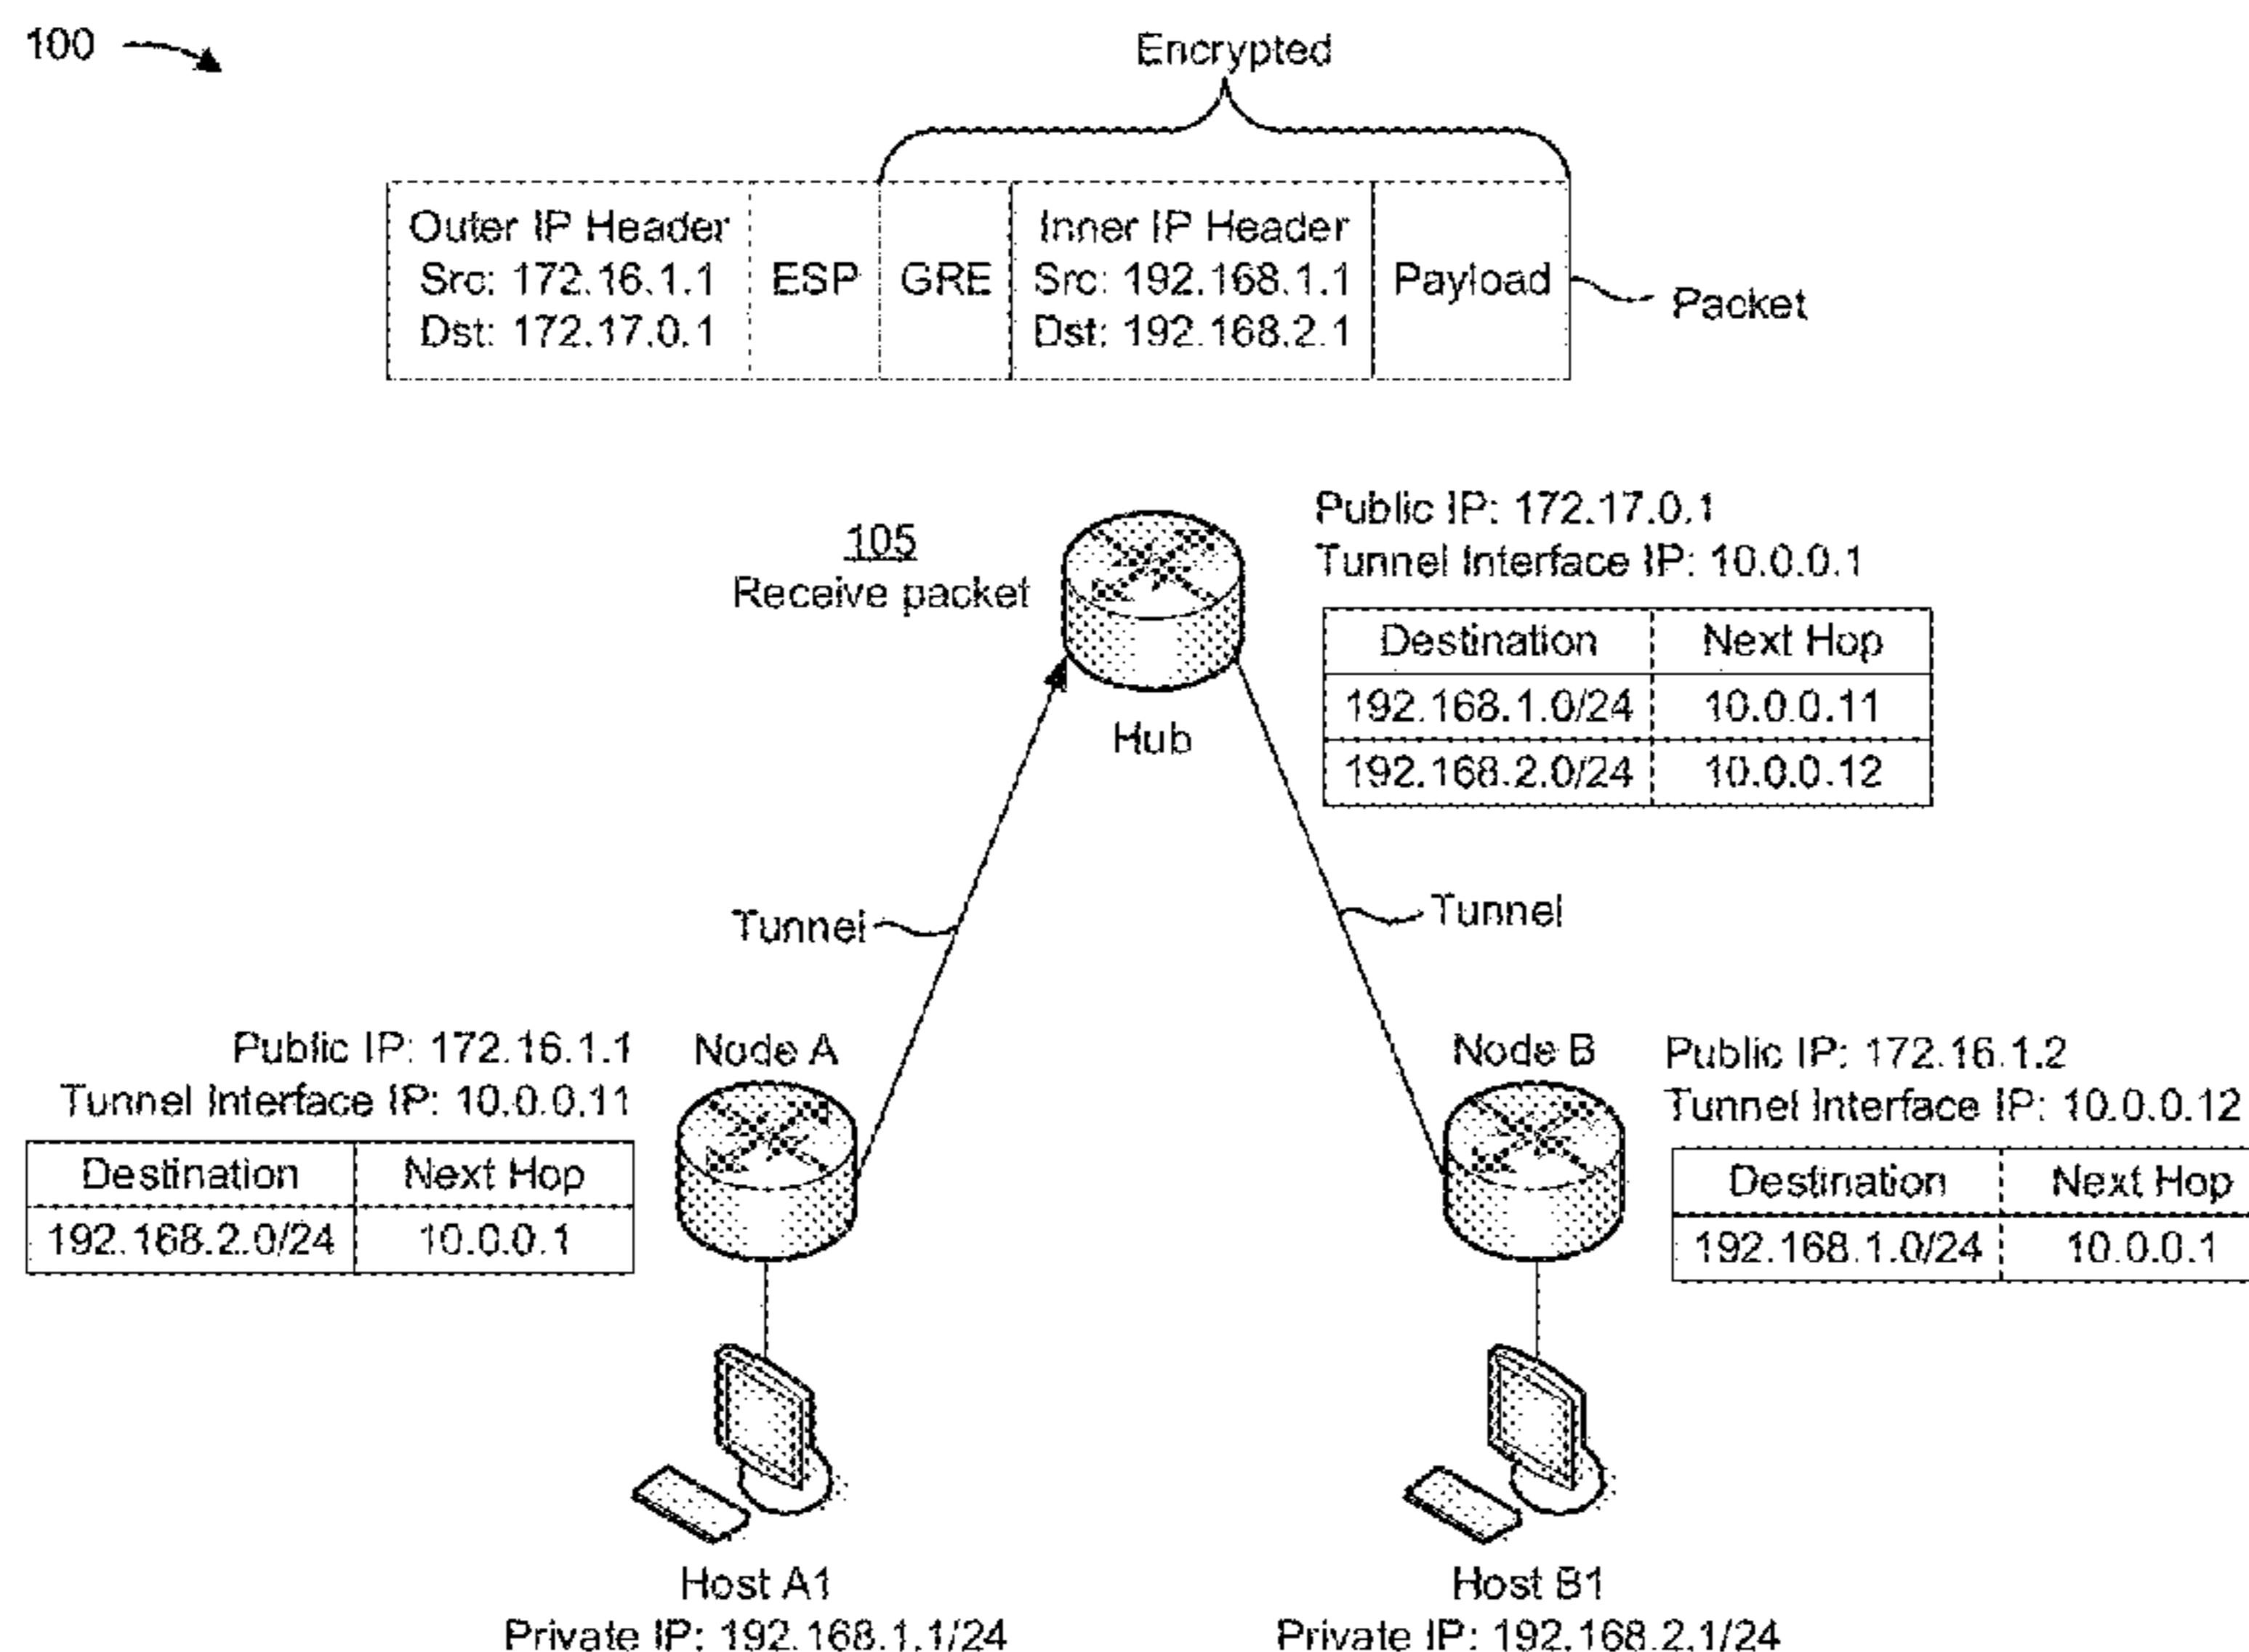 100
Encrypted
Outer IP Header
Src: 172.16.1.1
Dst: 172.17.0.1
ESP
GRE
Inner IP Header
Src: 192.168.1.1
Dst: 192.168.2.1
Payload
Packet
105
Receive packet
Hub
Public IP: 172.17.0.1
Tunnel Interface IP: 10.0.0.1
Destination Next Hop
192.168.1.0/24 10.0.0.11
192.168.2.0/24 10.0.0.12
Tunnel
Tunnel
Public IP: 172.16.1.1
Tunnel Interface IP: 10.0.0.11
Destination Next Hop
192.168.2.0/24 10.0.0.1
Node A
Node B
Public IP: 172.16.1.2
Tunnel Interface IP: 10.0.0.12
Destination Next Hop
192.168.1.0/24 10.0.0.1
Host A1
Private IP: 192.168.1.1/24
Host B1
Private IP: 192.168.2.1/24